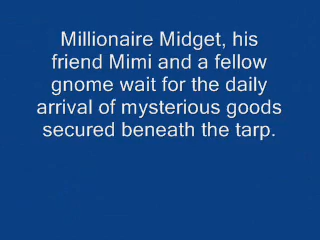 Millionaire Midget, his
friend Mimi and a fellow
gnome wait for the daily
arrival of mysterious goods
secured beneath the tarp.